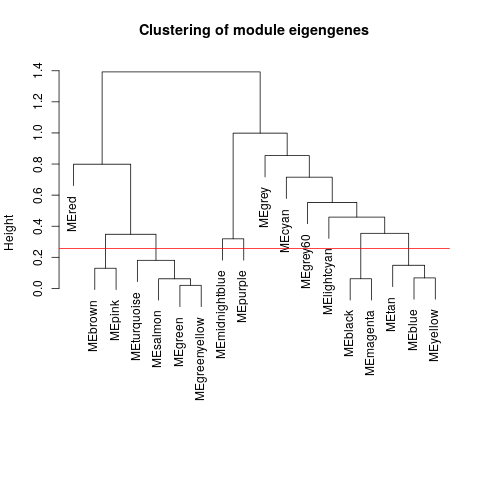 Clustering of module eigengenes
Height
1.4
1.2
1.0
0.8
0.6
0.4
0.2
0.0
MEred
MEbrown
MEpink
MEturquoise
MEsalmon
MEgreen
MEgreenyellow
MEmidnightblue
MEpurple
MEgrey
MEcyan
MEgrey60
MElightcyan
MEblack
MEmagenta
MEtan
MEblue
MEyellow